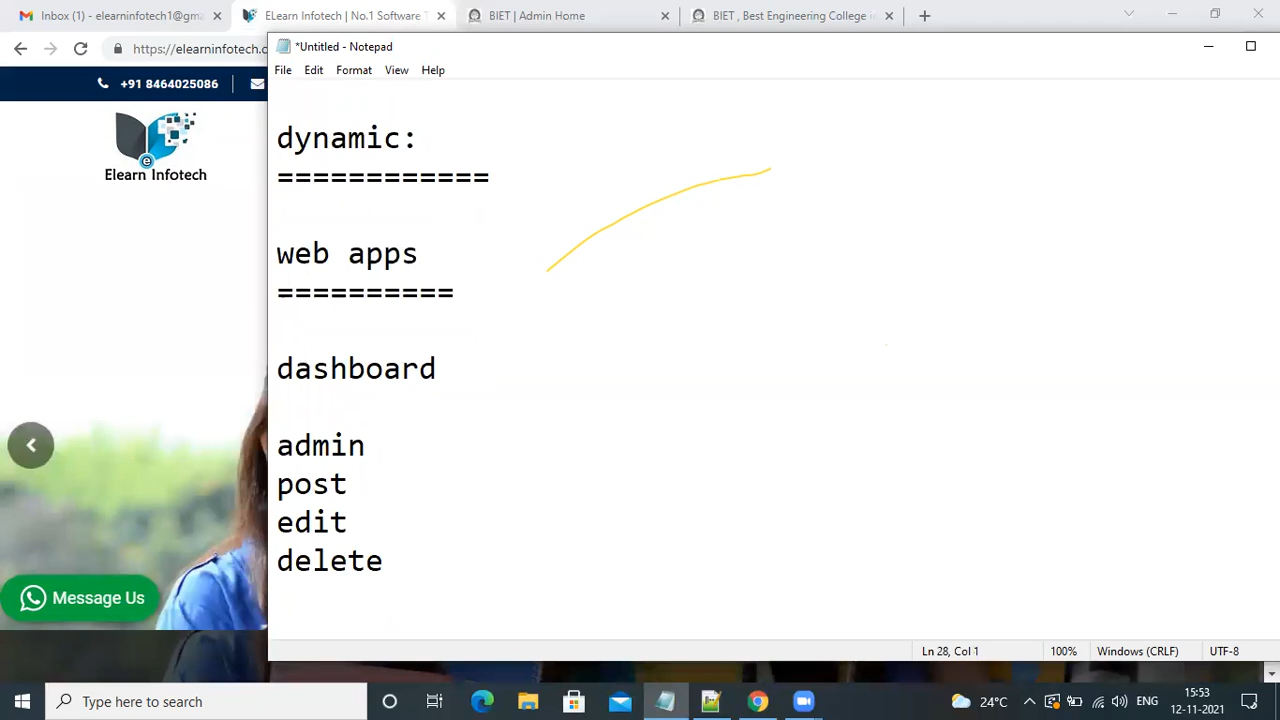 Inbox (1) - elearninfotech1@gm
ELearn Infotech | No.1 Software T
BIET | Admin Home
BIET , Best Engineering College in
https://elearninfotech.c
*Untitled - Notepad
File Edit Format View Help
+91 8464025086
Elearn Infotech
dynamic:
============
web apps
==========
dashboard
admin
post
edit
delete
Message Us
Ln 28, Col 1
100%
Windows (CRLF)
UTF-8
Type here to search
24°C
ENG
15:53
12-11-2021